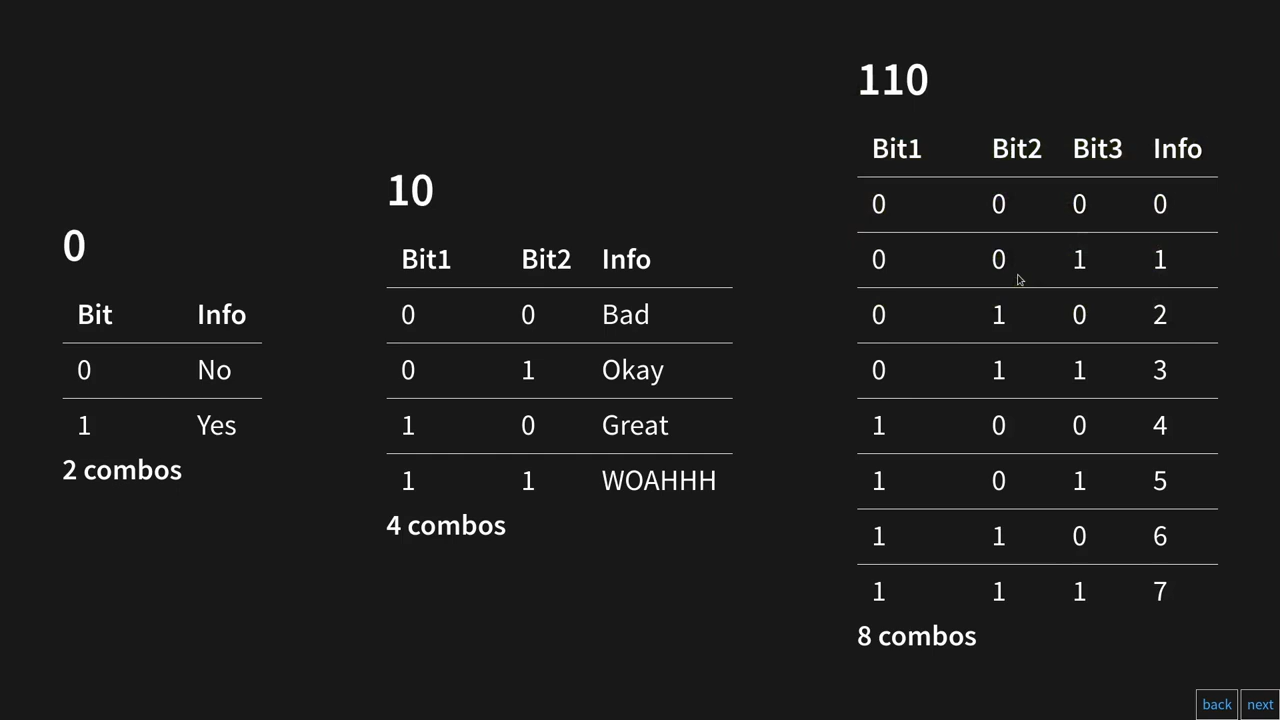 0
Bit Info
0 No
1 Yes
2 combos
10
Bit1 Bit2 Info
0 0 Bad
0 1 Okay
1 0 Great
1 1 WOAHHH
4 combos
110
Bit1 Bit2 Bit3 Info
0 0 0 0
0 0 1 1
0 1 0 2
0 1 1 3
1 0 0 4
1 0 1 5
1 1 0 6
1 1 1 7
8 combos
back next